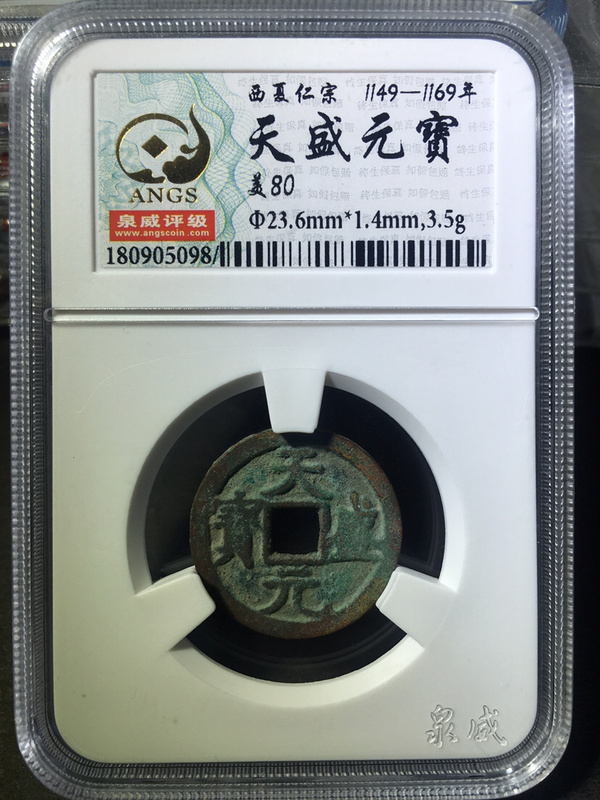 西夏仁宗 1149—1169年
天盛元寶
美80
Φ23.6mm*1.4mm,3.5g
ANGS
泉威评级
www.angscoin.com
180905098/
天盛元寶
泉威